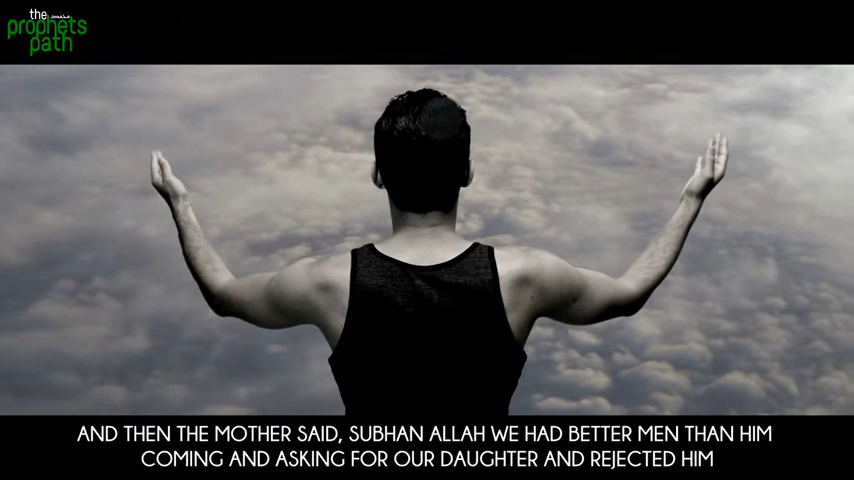 the
prophets
path
AND THEN THE MOTHER SAID, SUBHAN ALLAH WE HAD BETTER MEN THAN HIM
COMING AND ASKING FOR OUR DAUGHTER AND REJECTED HIM